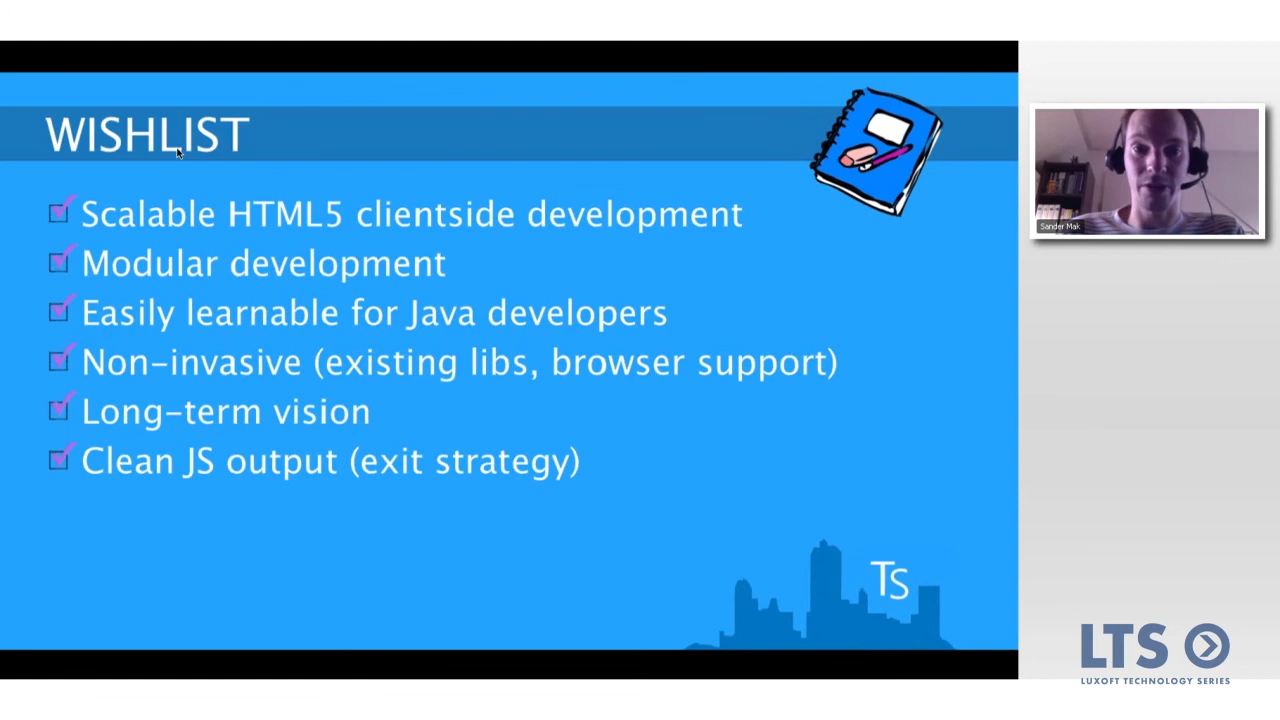 WISHLIST
Scalable HTML5 clientside development
Modular development
Easily learnable for Java developers
Non-invasive (existing libs, browser support)
Long-term vision
Clean JS output (exit strategy)
TS
Sander Mak
LTS
LUXOFT TECHNOLOGY SERIES